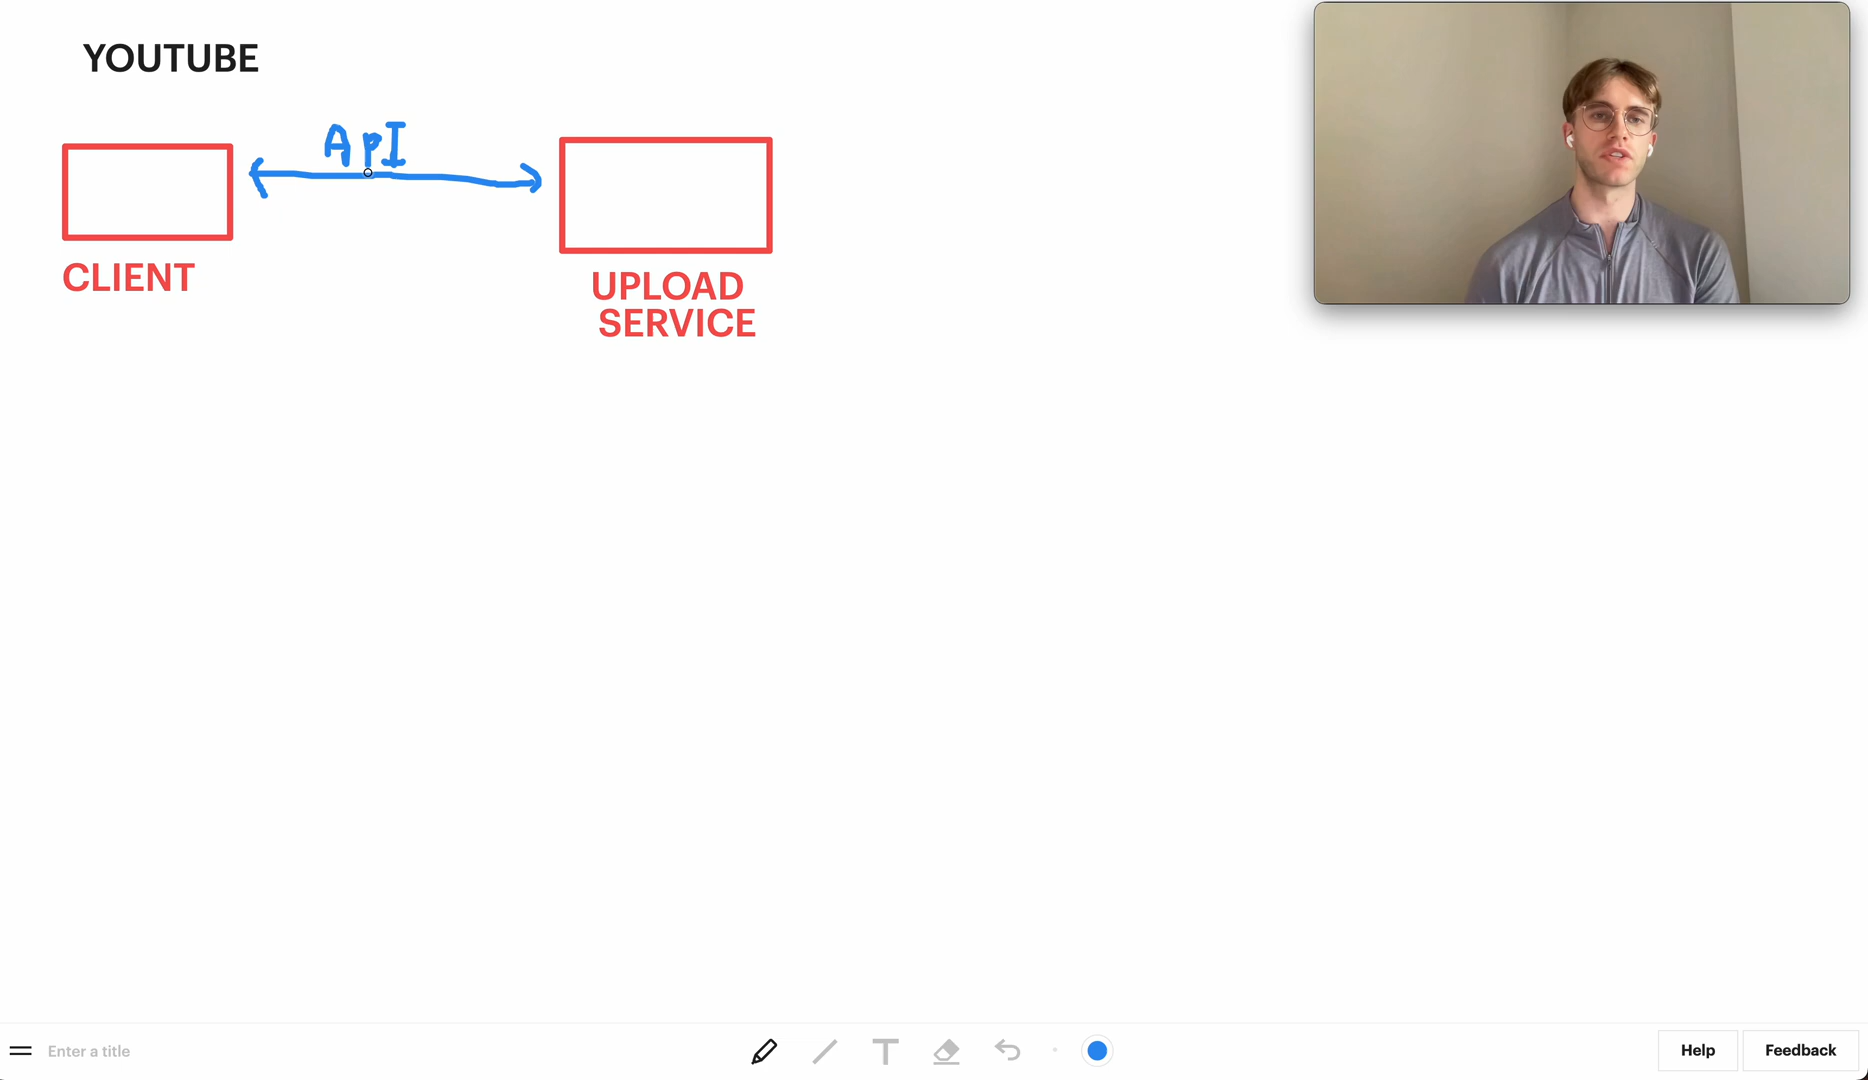 YOUTUBE
ApI
CLIENT
UPLOAD
SERVICE
Enter a title
T
Help
Feedback